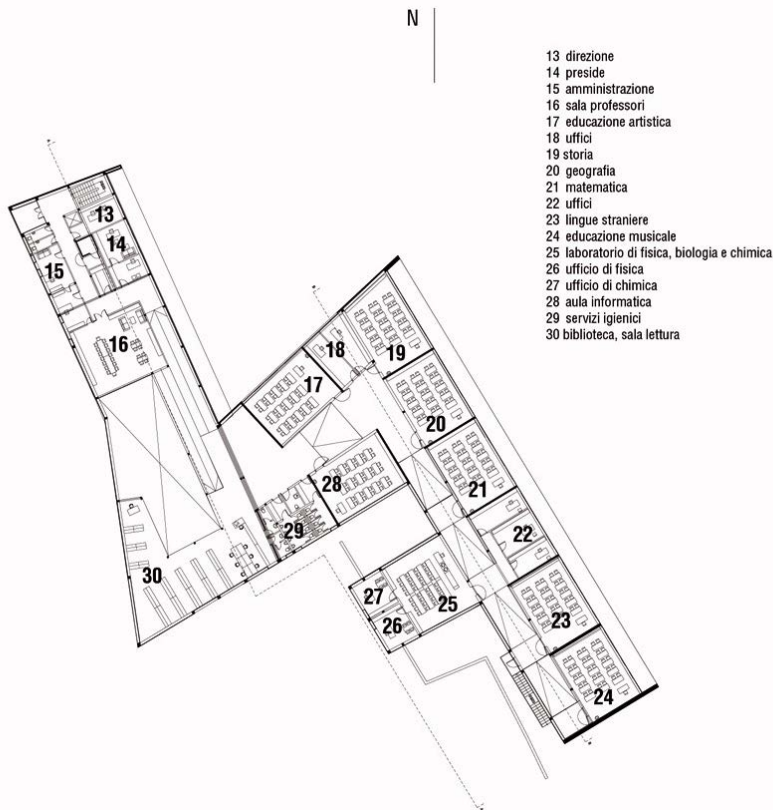 N
13 direzione
14 preside
15 amministrazione
16 sala professori
17 educazione artistica
18 uffici
19 storia
20 geografia
21 matematica
22 uffici
23 lingue straniere
24 educazione musicale
25 laboratorio di fisica, biologia e chimica
26 ufficio di fisica
27 ufficio di chimica
28 aula informatica
29 servizi igienici
30 biblioteca, sala lettura
13
14
15
16
17
18
19
20
21
22
23
24
25
26
27
28
29
30